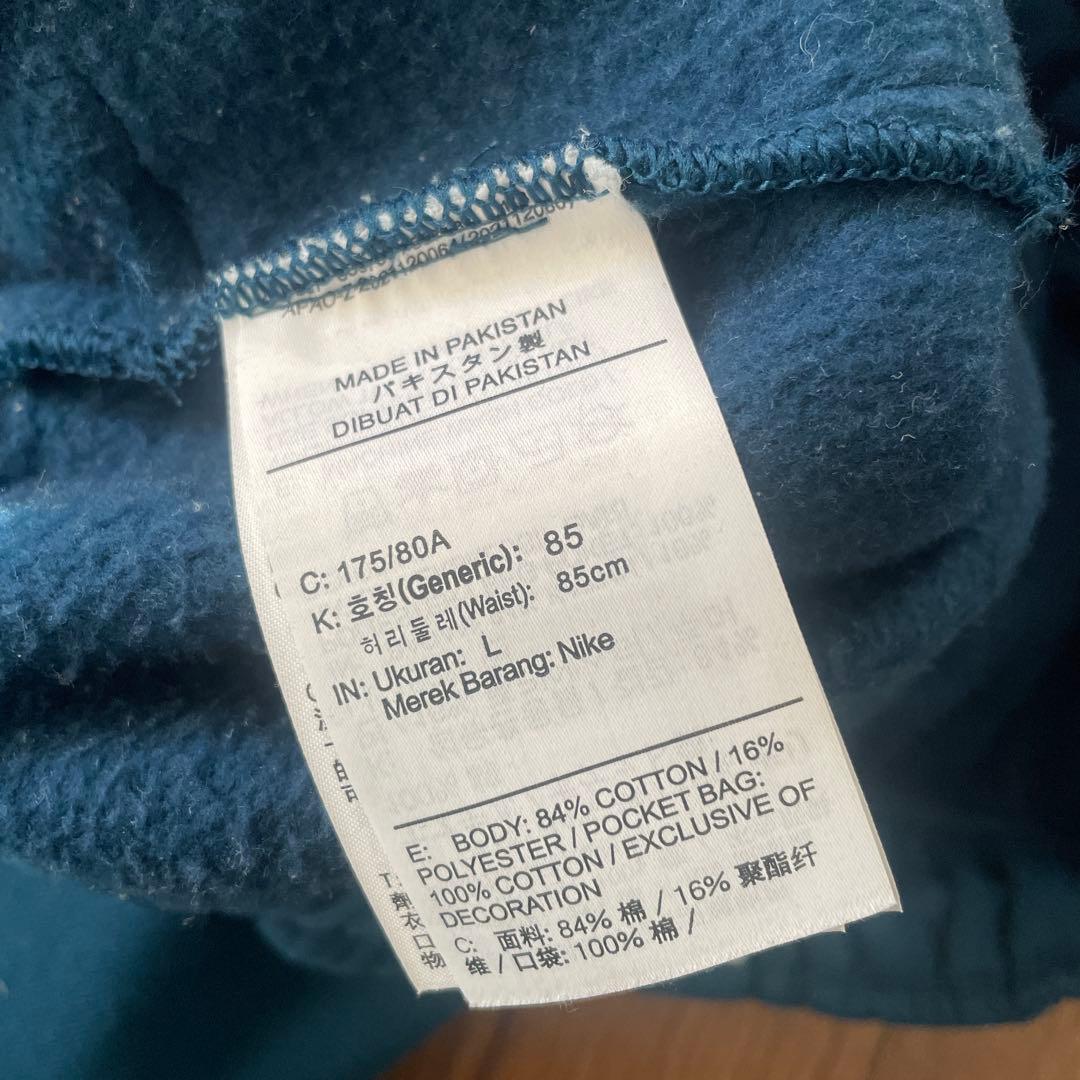 MADE IN PAKISTAN
パキスタン製
DIBUAT DI PAKISTAN
C: 175/80A
K: 호칭(Generic): 85
허리둘레(Waist): 85cm
IN: Ukuran: L
Merek Barang: Nike
E: BODY: 84% COTTON / 16%
POLYESTER / POCKET BAG:
100% COTTON / EXCLUSIVE OF
DECORATION
C: 面料: 84% 棉 / 16% 聚酯纤
维 / 口袋: 100% 棉 /